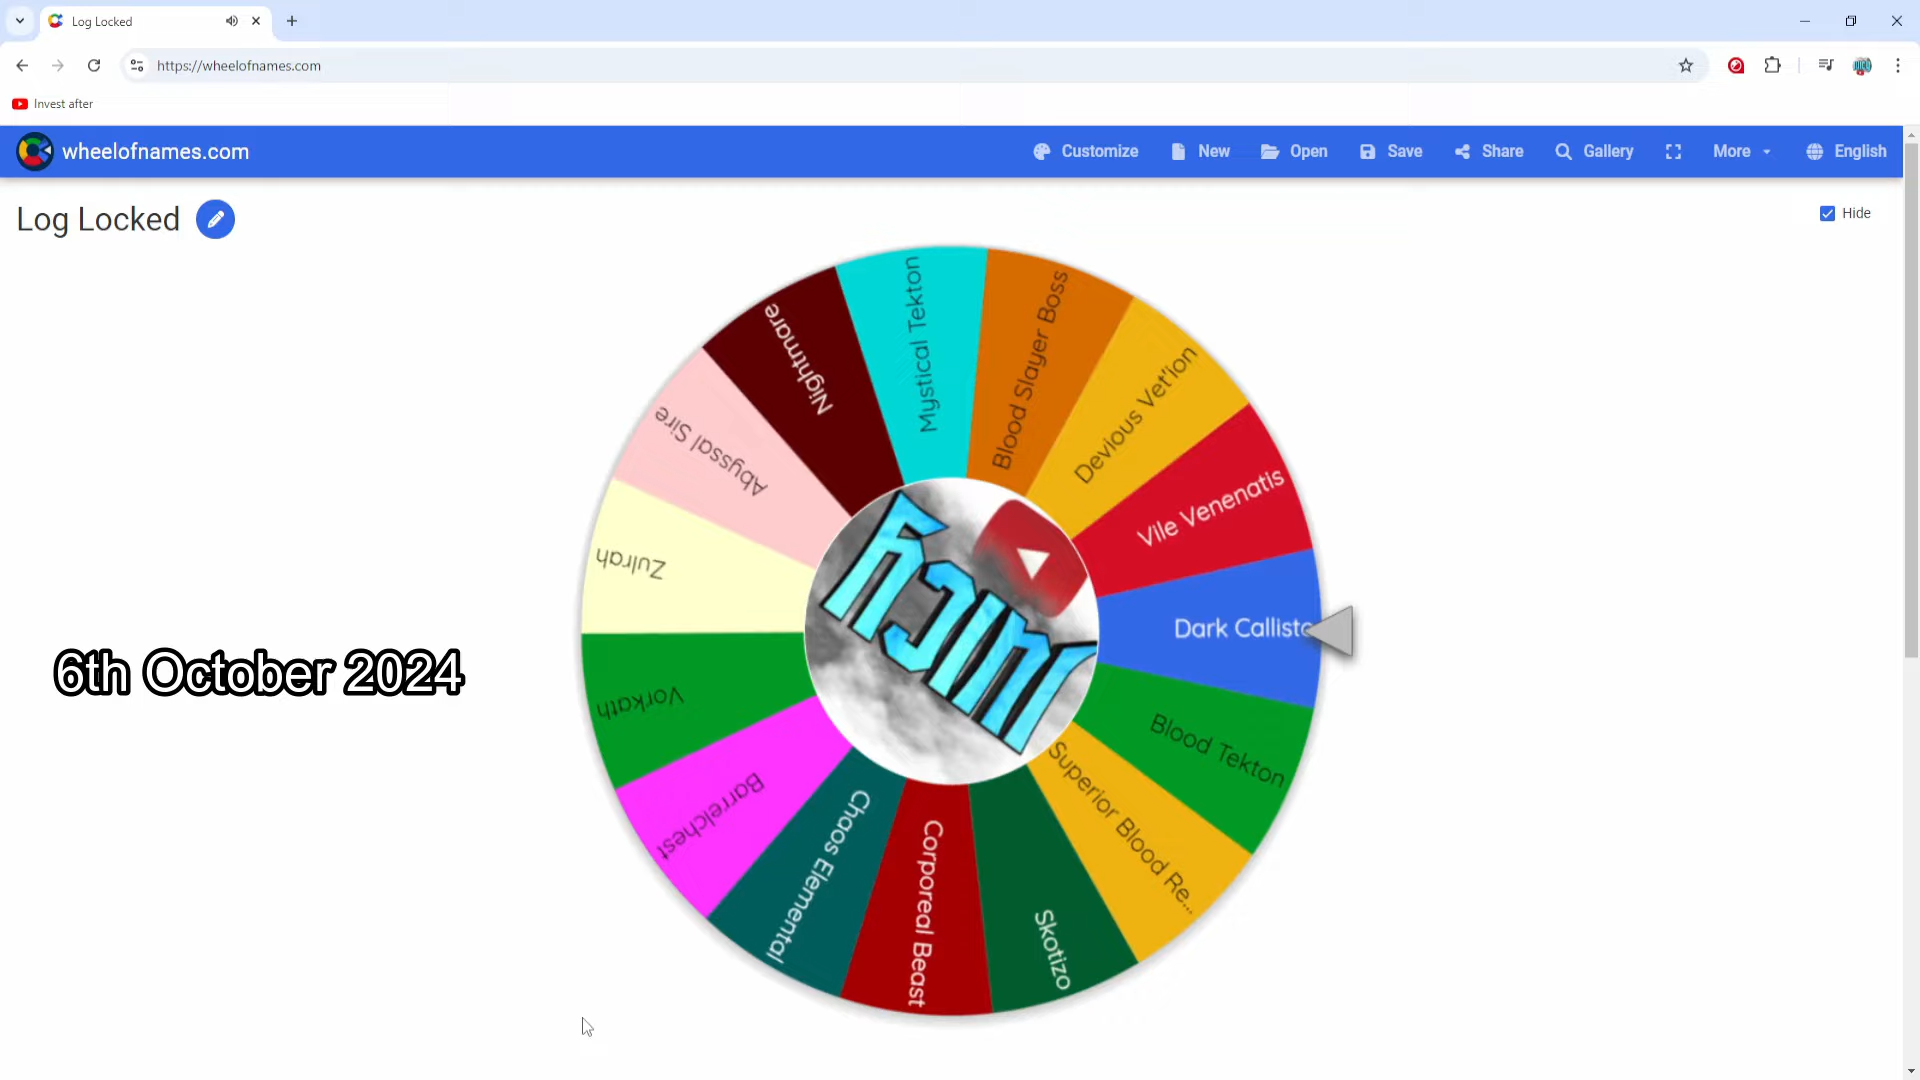 Log Locked
https://wheelofnames.com
Invest after
wheelofnames.com
Customize
New
Open
Save
Share
Gallery
More
English
Log Locked
Hide
Mystical Tekton
Blood Slayer Boss
Devious Vet'ion
Vile Venenatis
Dark Callisto
Blood Tekton
Superior Blood Re...
Skotizo
Corporeal Beast
Chaos Elemental
Barrelchest
Vorkath
Zulrah
Abyssal Sire
Nightmare
6th October 2024